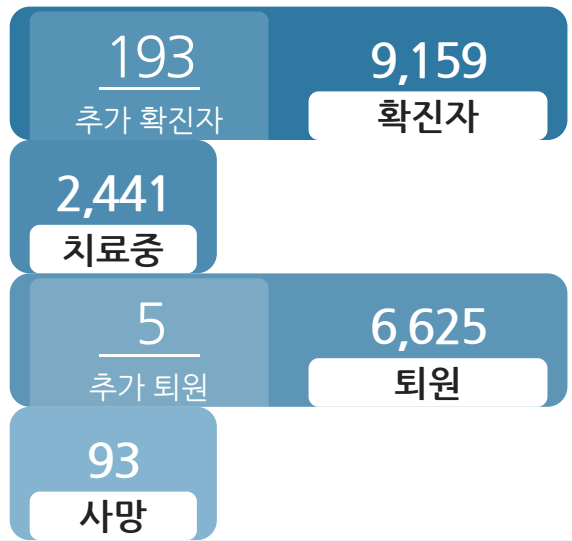 193
추가 확진자
9,159
확진자
2,441
치료중
5
추가 퇴원
6,625
퇴원
93
사망